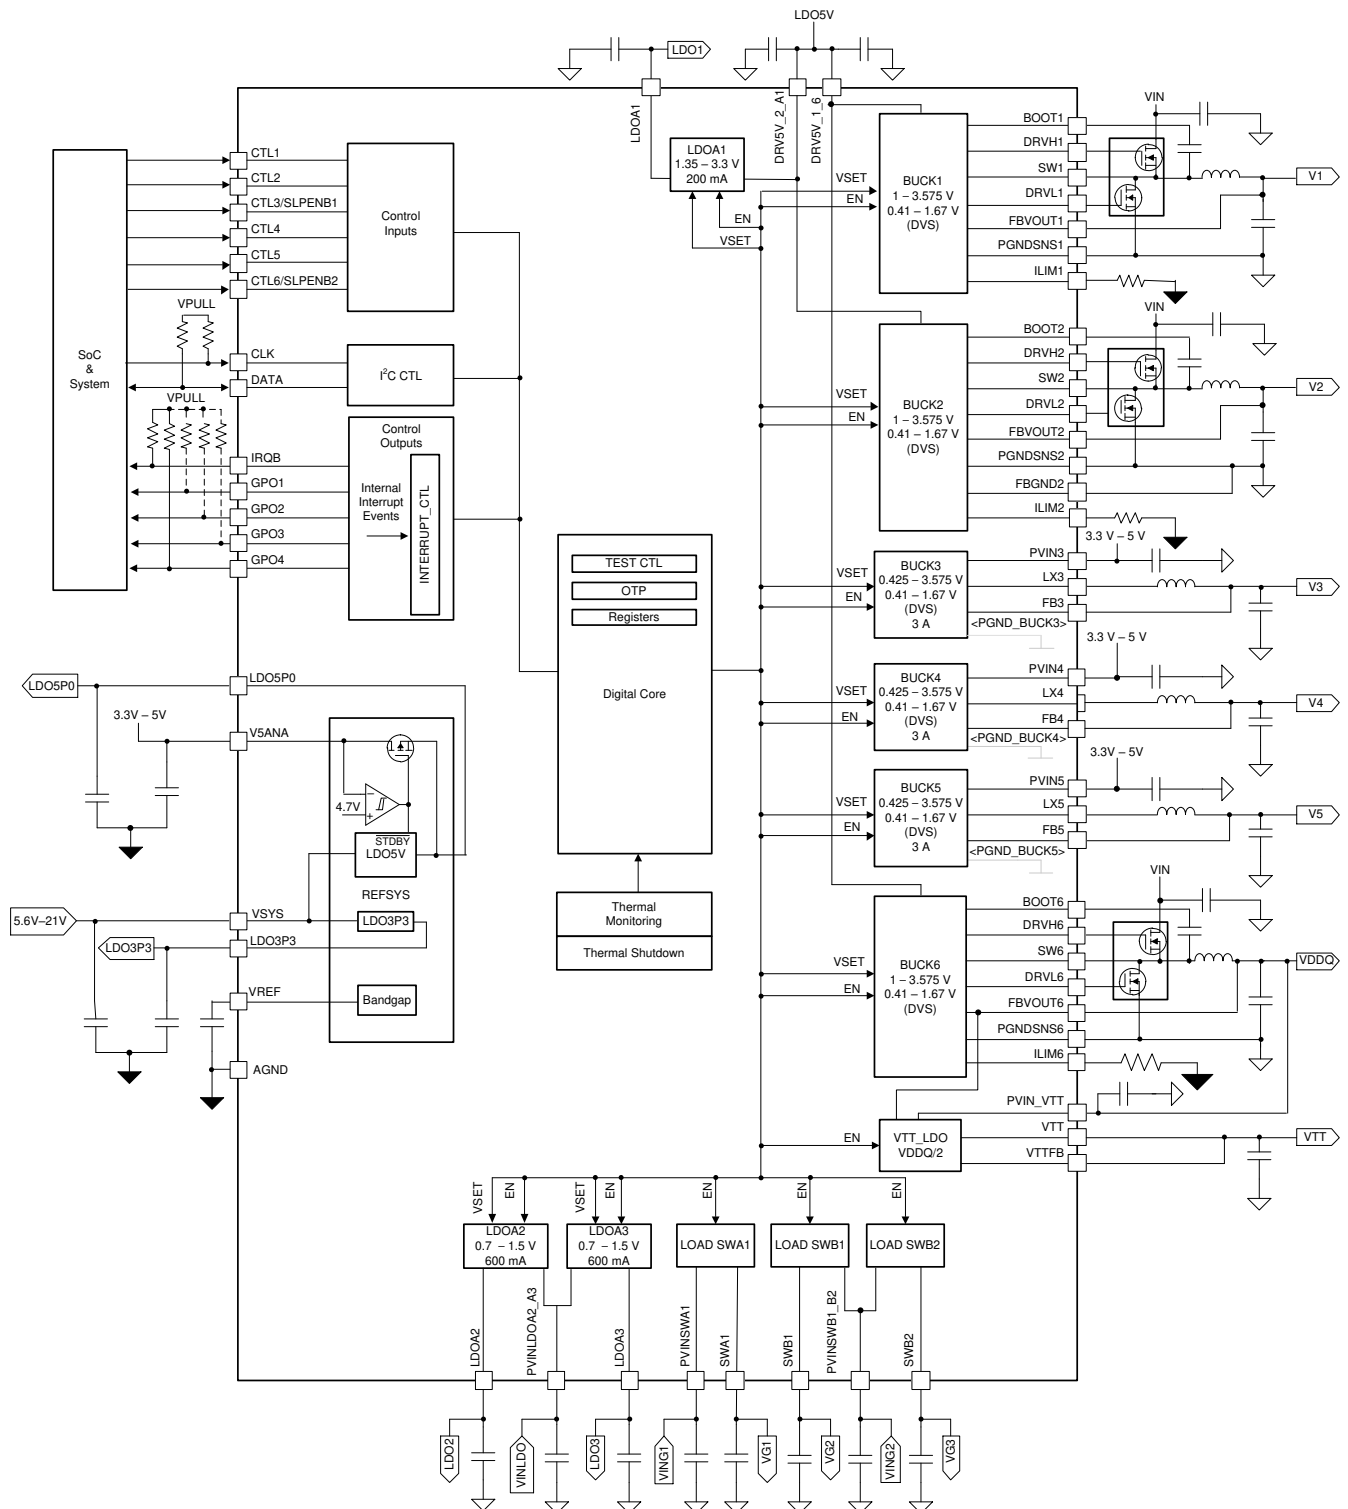 LDO5V
LDO1
LDOA1
DRV5V_2_A1
DRV5V_1_6
LDOA1
1.35 – 3.3 V
200 mA
EN
VSET
SoC
&
System
CTL1
CTL2
CTL3/SLPENB1
CTL4
CTL5
CTL6/SLPENB2
Control
Inputs
VPULL
CLK
DATA
I²C CTL
VPULL
IRQB
GPO1
GPO2
GPO3
GPO4
Control
Outputs
Internal
Interrupt
Events
INTERRUPT_CTL
TEST CTL
OTP
Registers
Digital Core
Thermal
Monitoring
Thermal Shutdown
LDO5P0
LDO5P0
3.3V – 5V
V5ANA
4.7V
–
+
STDBY
LDO5V
REFSYS
5.6V–21V
VSYS
LDO3P3
LDO3P3
LDO3P3
VREF
Bandgap
AGND
VSET
EN
BUCK1
1 – 3.575 V
0.41 – 1.67 V
(DVS)
BOOT1
DRVH1
SW1
DRVL1
FBVOUT1
PGNDSNS1
ILIM1
VIN
V1
VSET
EN
BUCK2
1 – 3.575 V
0.41 – 1.67 V
(DVS)
BOOT2
DRVH2
SW2
DRVL2
FBVOUT2
PGNDSNS2
FBGND2
ILIM2
VIN
V2
VSET
EN
BUCK3
0.425 – 3.575 V
0.41 – 1.67 V
(DVS)
3 A
PVIN3
LX3
FB3
<PGND_BUCK3>
3.3 V – 5 V
V3
VSET
EN
BUCK4
0.425 – 3.575 V
0.41 – 1.67 V
(DVS)
3 A
PVIN4
LX4
FB4
<PGND_BUCK4>
3.3 V – 5 V
V4
VSET
EN
BUCK5
0.425 – 3.575 V
0.41 – 1.67 V
(DVS)
3 A
PVIN5
LX5
FB5
<PGND_BUCK5>
3.3V – 5V
V5
VSET
EN
BUCK6
1 – 3.575 V
0.41 – 1.67 V
(DVS)
BOOT6
DRVH6
SW6
DRVL6
FBVOUT6
PGNDSNS6
ILIM6
VIN
VDDQ
EN
VTT_LDO
VDDQ/2
PVIN_VTT
VTT
VTTFB
VTT
VSET
EN
LDOA2
0.7 – 1.5 V
600 mA
VSET
EN
LDOA3
0.7 – 1.5 V
600 mA
EN
LOAD SWA1
EN
LOAD SWB1
EN
LOAD SWB2
LDOA2
PVINLDOA2_A3
LDOA3
PVINSWA1
SWA1
SWB1
PVINSWB1_B2
SWB2
LDO2
VINLDO
LDO3
VING1
VG1
VG2
VING2
VG3